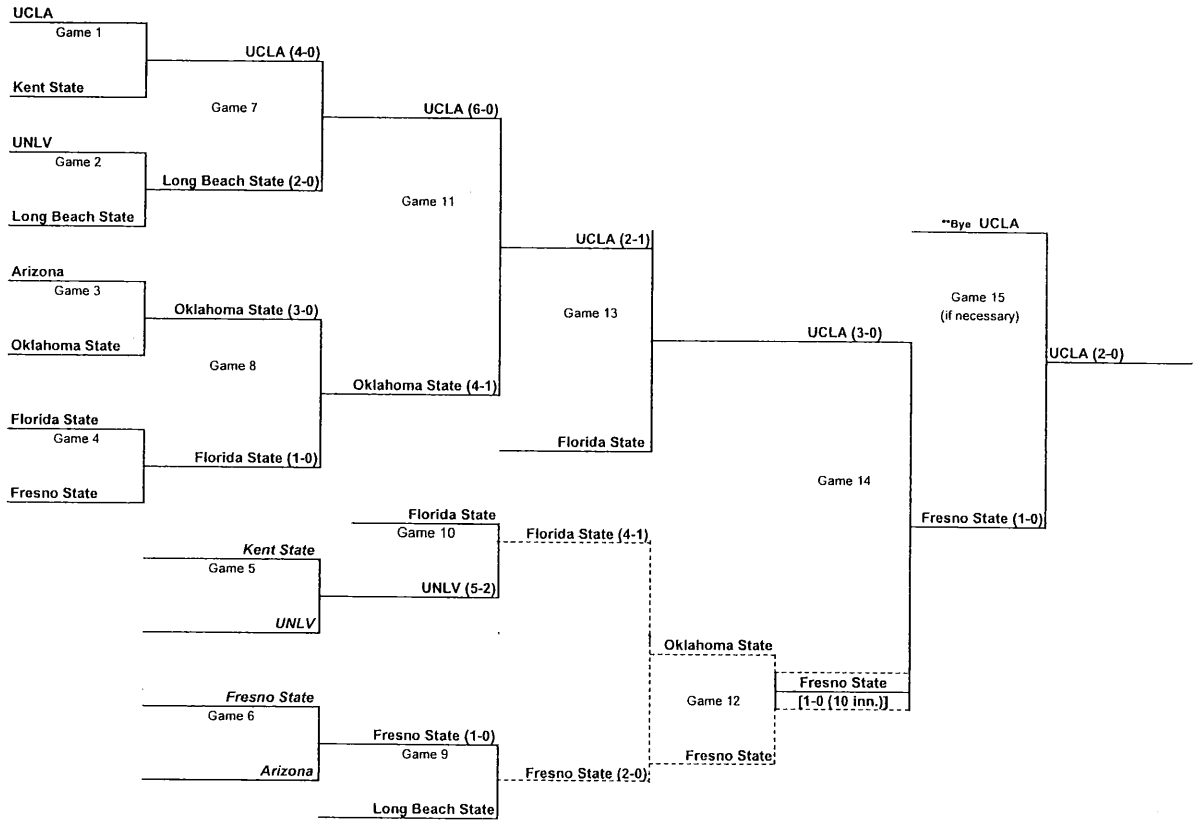 UCLA
Game 1
UCLA (4-0)
Kent State
Game 7
UCLA (6-0)
UNLV
Game 2
Long Beach State (2-0)
Long Beach State
Game 11
**Bye UCLA
UCLA (2-1)
Arizona
Game 3
Oklahoma State (3-0)
Game 13
Game 15
(if necessary)
UCLA (3-0)
Oklahoma State
UCLA (2-0)
Game 8
Oklahoma State (4-1)
Florida State
Game 4
Florida State
Florida State (1-0)
Game 14
Fresno State
Fresno State (1-0)
Florida State
Game 10
Florida State (4-1)
Kent State
Game 5
UNLV (5-2)
UNLV
Oklahoma State
Fresno State
[1-0 (10 inn.)]
Game 12
Fresno State
Game 6
Fresno State (1-0)
Game 9
Fresno State
Arizona
Fresno State (2-0)
Long Beach State